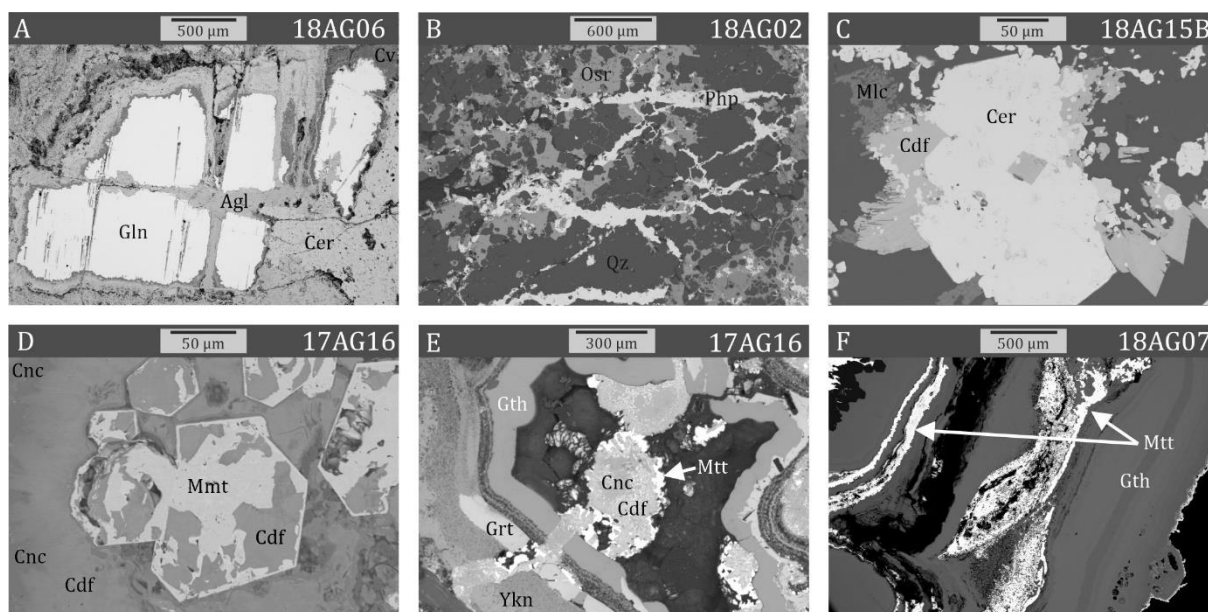 A 500 µm 18AG06
Cv
Agl
Gln
Cer
B 600 µm 18AG02
Osr
Php
Qz
C 50 µm 18AG15B
Mlc
Cer
Cdf
D 50 µm 17AG16
Cnc
Mmt
Cdf
Cnc
Cdf
E 300 µm 17AG16
Gth
Mtt
Cnc
Cdf
Grt
Ykn
F 500 µm 18AG07
Mtt
Gth